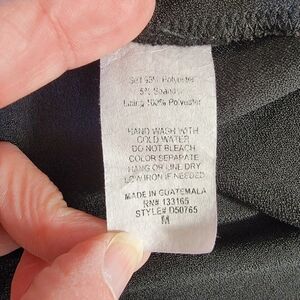 Self 95% Polyester
5% Spandex
Lining 100% Polyester
HAND WASH WITH
COLD WATER
DO NOT BLEACH
COLOR SEPARATE
HANG OR LINE DRY
LOW IRON IF NEEDED
MADE IN GUATEMALA
RN# 133165
STYLE# D50765
M